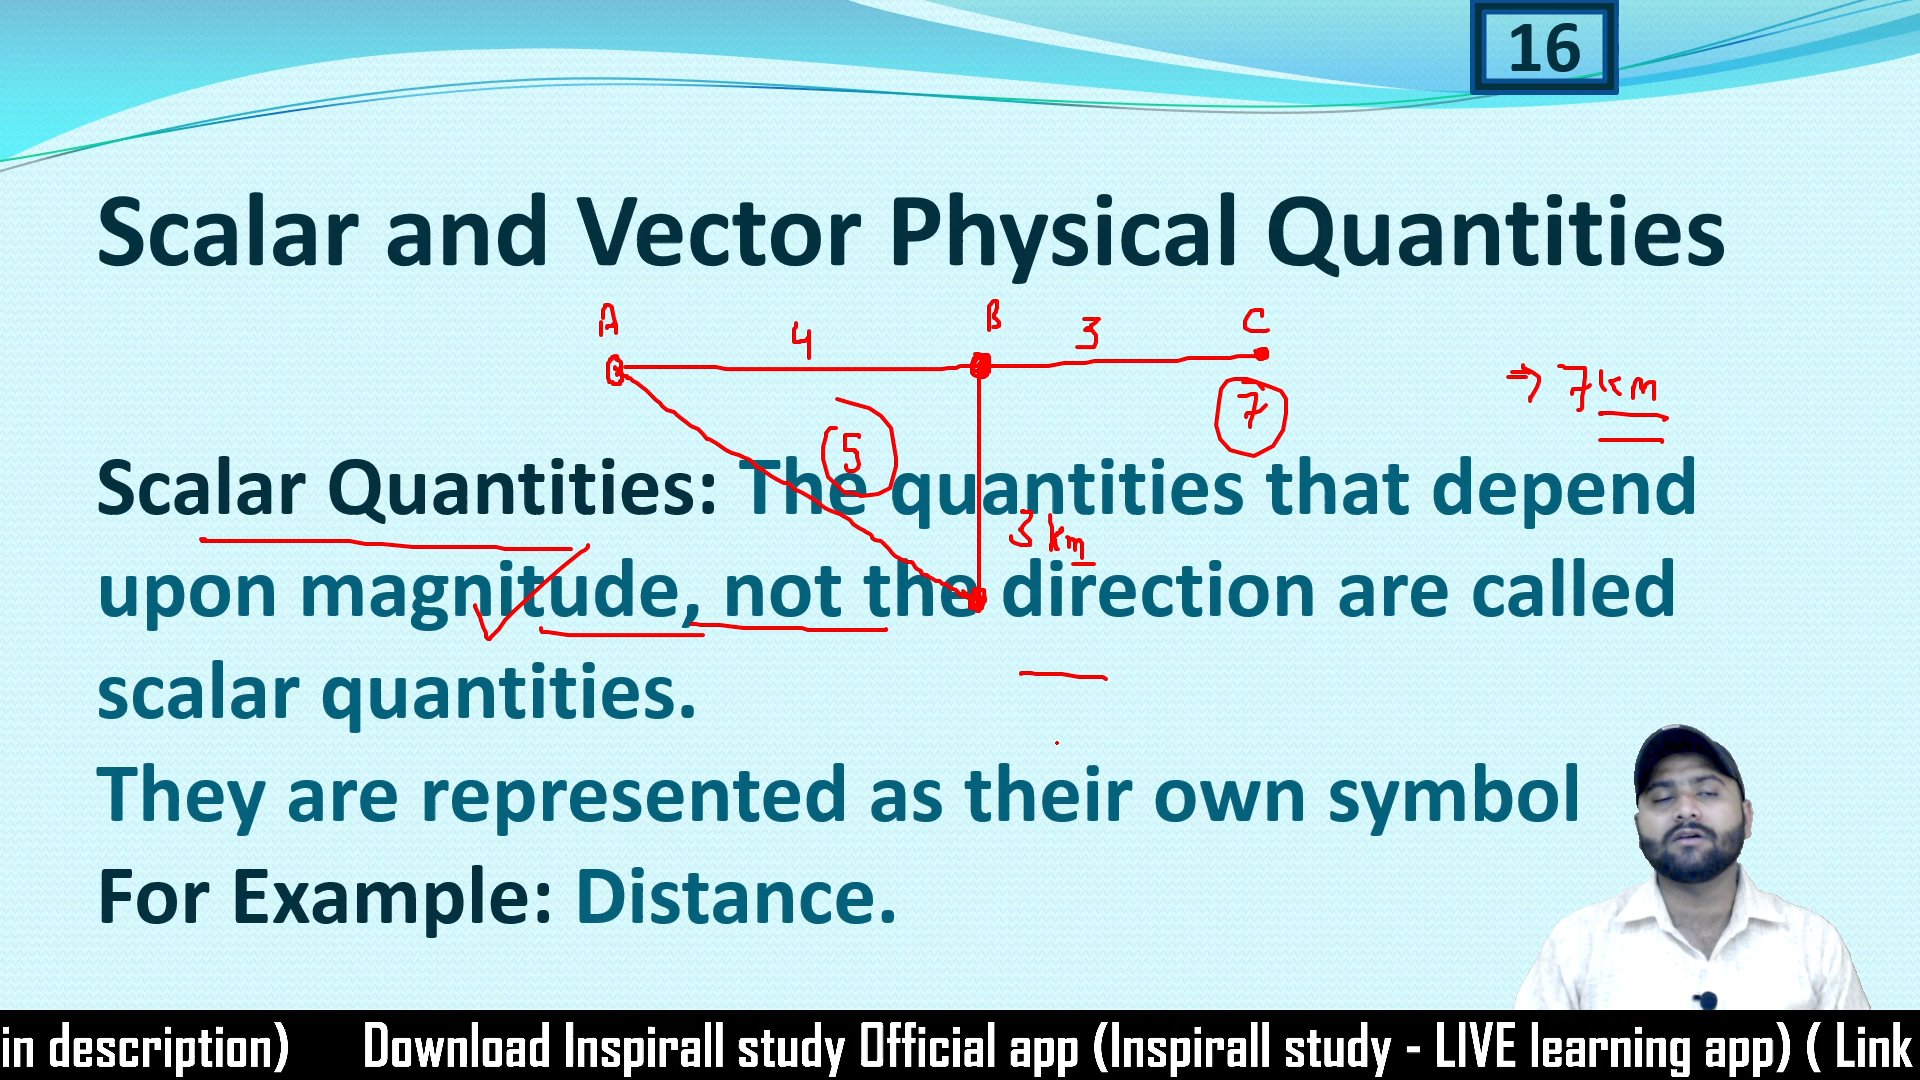 16
Scalar and Vector Physical Quantities
A
B
C
4
3
7
⇒ 7km
5
Scalar Quantities: The quantities that depend
3 km
upon magnitude, not the direction are called
scalar quantities.
They are represented as their own symbol
For Example: Distance.
in description) Download Inspirall study Official app (Inspirall study - LIVE learning app) ( Link